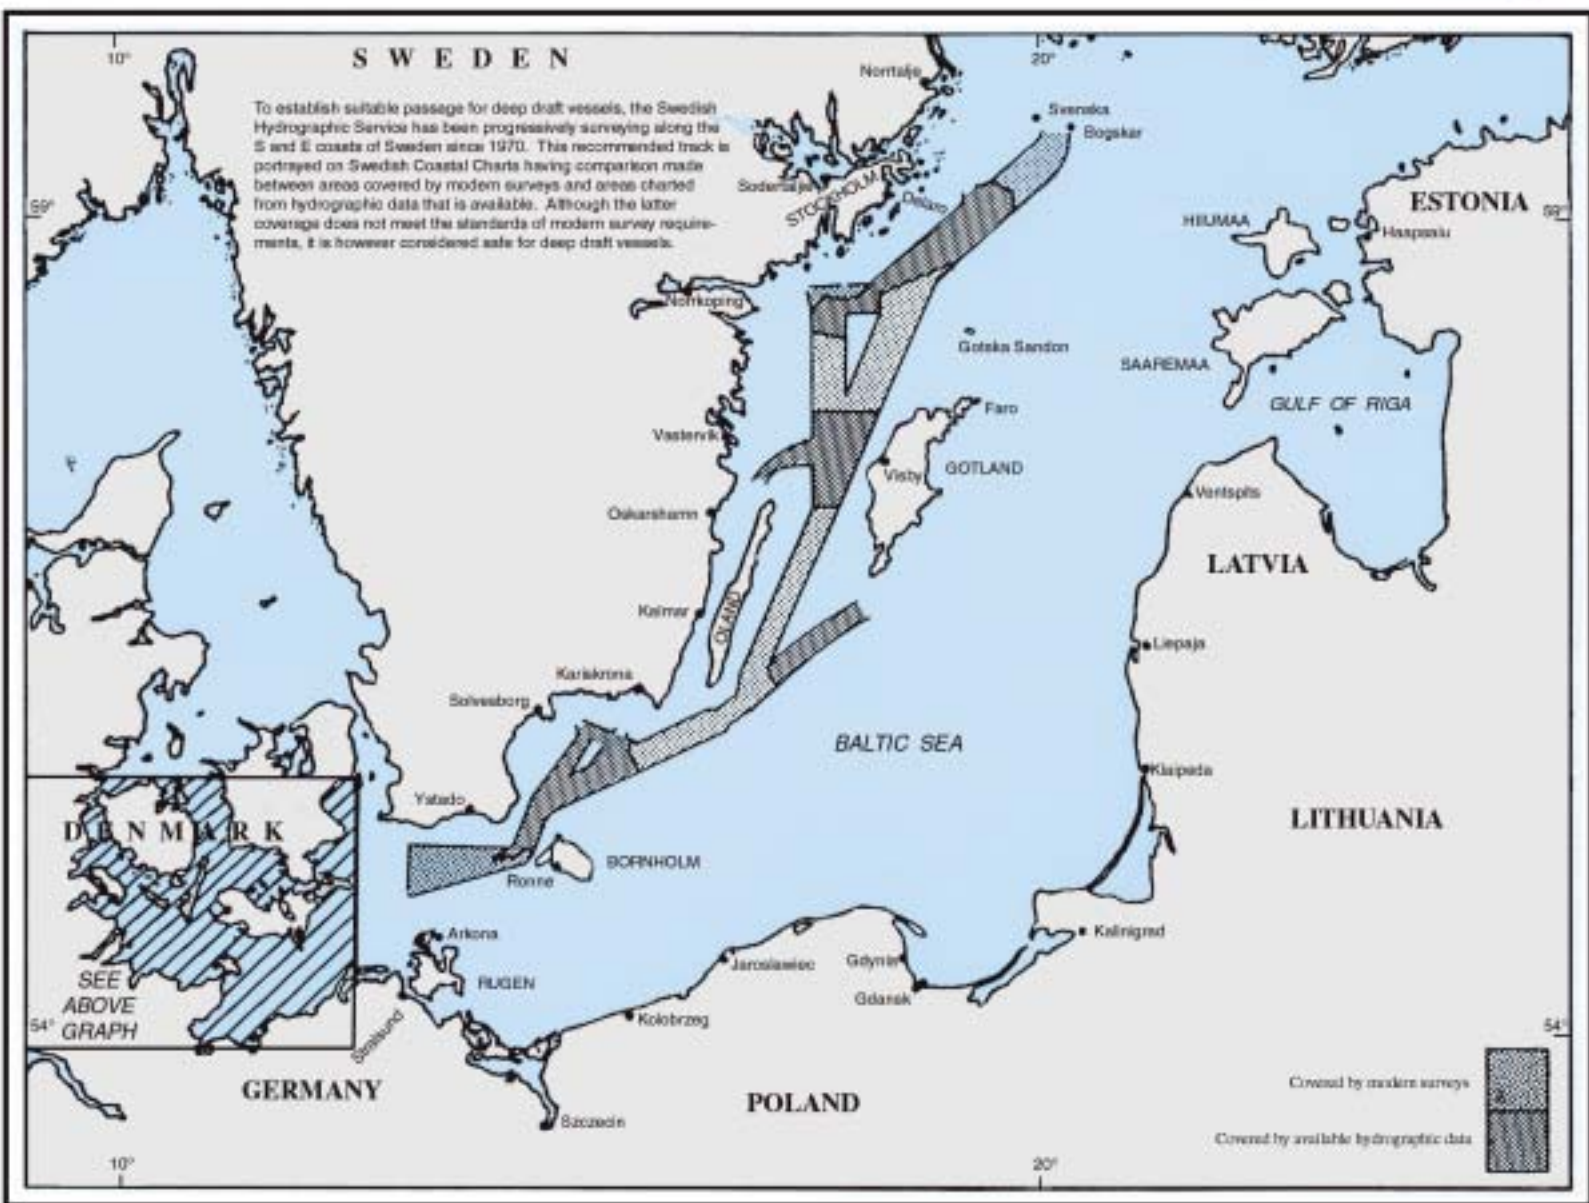 10°
S W E D E N
20°
Norrtalje
To establish suitable passage for deep draft vessels, the Swedish
Hydrographic Service has been progressively surveying along the
S and E coasts of Sweden since 1970. This recommended track is
portrayed on Swedish Coastal Charts having comparison made
between areas covered by modern surveys and areas charted
from hydrographic data that is available. Although the latter
coverage does not meet the standards of modern survey require-
ments, it is however considered safe for deep draft vessels.
Svenska
Bogskar
Sodertalje
STOCKHOLM
Dalaro
59°
59°
ESTONIA
HIIUMAA
Haapsalu
Norrkoping
Gotska Sandon
SAAREMAA
GULF OF RIGA
Faro
Vastervik
Visby
GOTLAND
Ventspils
Oskarshamn
LATVIA
Kalmar
OLAND
Liepaja
Kariskrona
Solvesborg
BALTIC SEA
Klaipeda
Ystado
LITHUANIA
D E N M A R K
BORNHOLM
Ronne
Arkona
Kalinigrad
Jaroslawiec
Gdynia
RUGEN
Gdansk
SEE
ABOVE
GRAPH
54°
54°
Kolobrzeg
Stralsund
GERMANY
POLAND
Szczecin
Covered by modern surveys
Covered by available hydrographic data
10°
20°